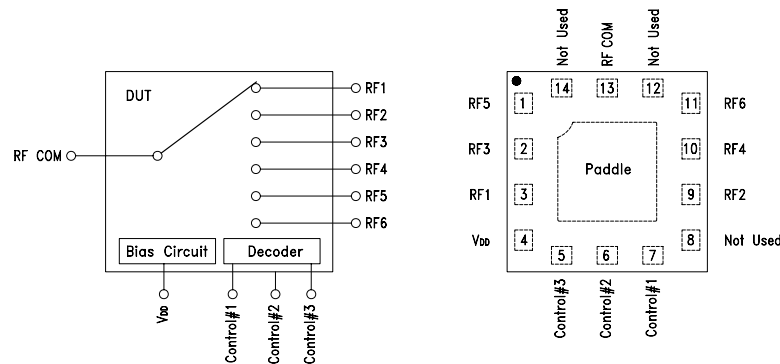 DUT
RF COM
RF1
RF2
RF3
RF4
RF5
RF6
Bias Circuit
Decoder
VDD
Control#1
Control#2
Control#3
Not Used
RF COM
Not Used
14
13
12
RF5
1
11
RF6
RF3
2
10
RF4
Paddle
RF1
3
9
RF2
VDD
4
8
Not Used
5
6
7
Control#3
Control#2
Control#1